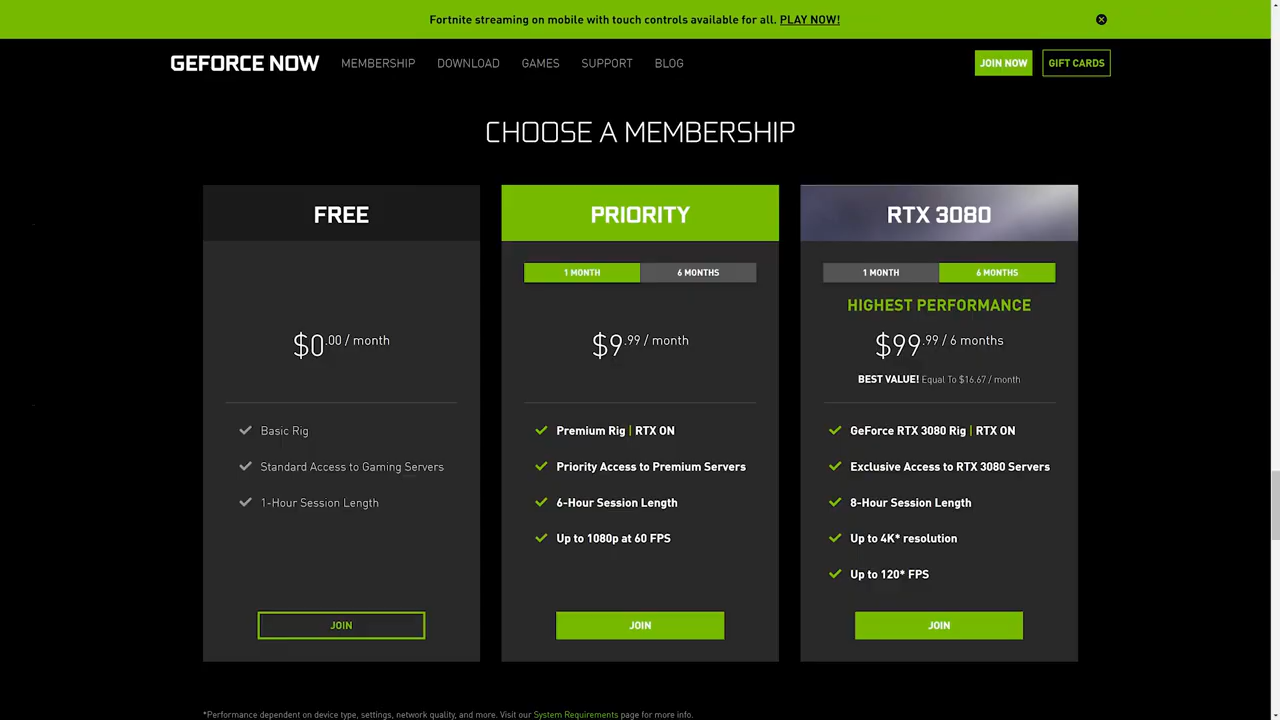 Fortnite streaming on mobile with touch controls available for all. PLAY NOW!
GEFORCE NOW MEMBERSHIP DOWNLOAD GAMES SUPPORT BLOG JOIN NOW GIFT CARDS
CHOOSE A MEMBERSHIP
FREE
$0.00 / month
Basic Rig
Standard Access to Gaming Servers
1-Hour Session Length
JOIN
PRIORITY
1 MONTH 6 MONTHS
$9.99 / month
Premium Rig | RTX ON
Priority Access to Premium Servers
6-Hour Session Length
Up to 1080p at 60 FPS
JOIN
RTX 3080
1 MONTH 6 MONTHS
HIGHEST PERFORMANCE
$99.99 / 6 months
BEST VALUE! Equal To $16.67 / month
GeForce RTX 3080 Rig | RTX ON
Exclusive Access to RTX 3080 Servers
8-Hour Session Length
Up to 4K* resolution
Up to 120* FPS
JOIN
*Performance dependent on device type, settings, network quality, and more. Visit our System Requirements page for more info.